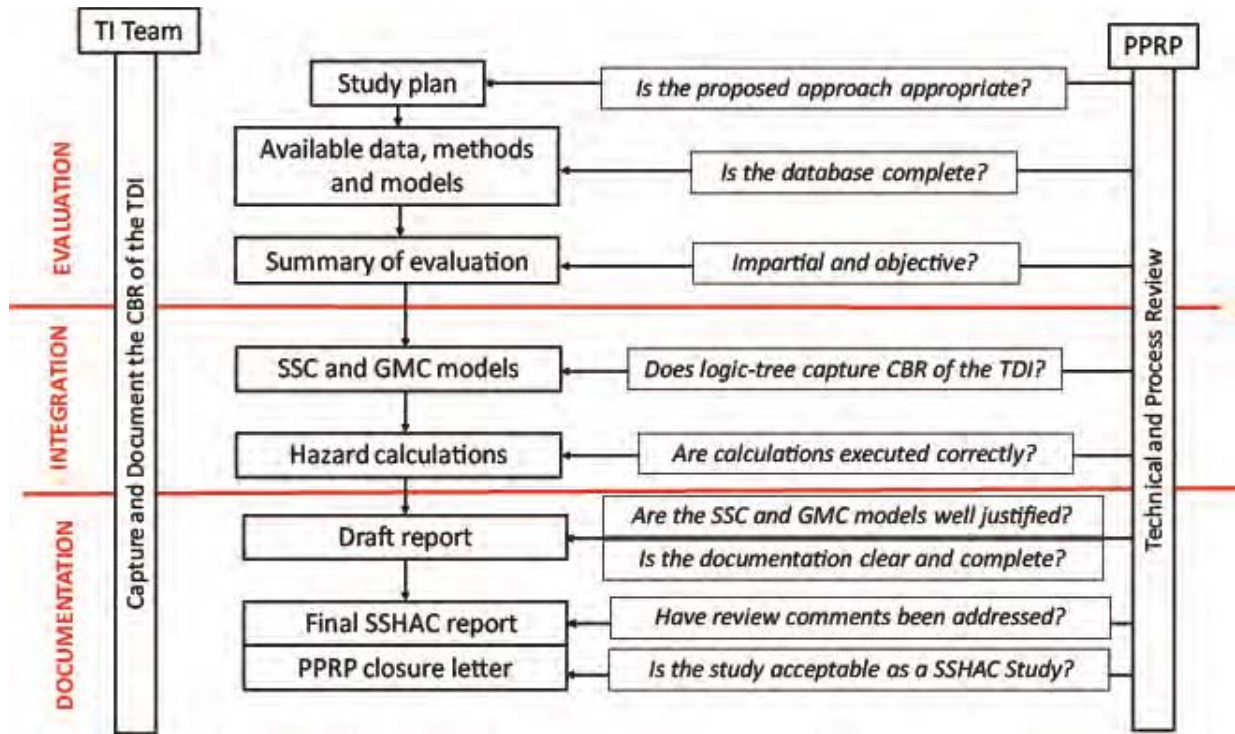 TI Team
PPRP
Study plan
Is the proposed approach appropriate?
Available data, methods
and models
Is the database complete?
Summary of evaluation
Impartial and objective?
EVALUATION
Capture and Document the CBR of the TDI
Technical and Process Review
SSC and GMC models
Does logic-tree capture CBR of the TDI?
INTEGRATION
Hazard calculations
Are calculations executed correctly?
Draft report
Are the SSC and GMC models well justified?
Is the documentation clear and complete?
DOCUMENTATION
Final SSHAC report
Have review comments been addressed?
PPRP closure letter
Is the study acceptable as a SSHAC Study?